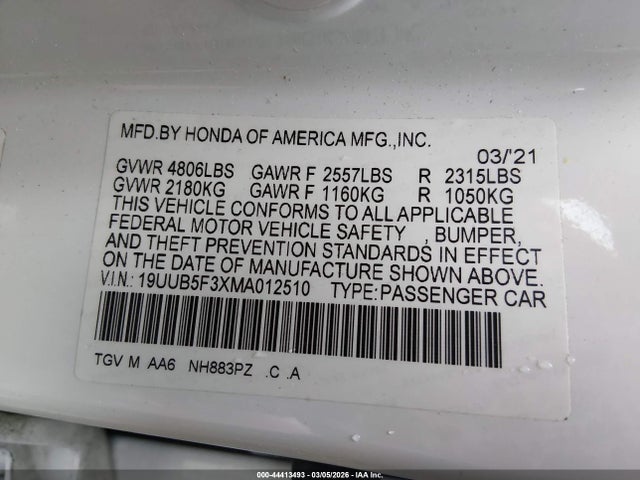 MFD.BY HONDA OF AMERICA MFG.,INC.
03/'21
GVWR 4806LBS GAWR F 2557LBS R 2315LBS
GVWR 2180KG GAWR F 1160KG R 1050KG
THIS VEHICLE CONFORMS TO ALL APPLICABLE
FEDERAL MOTOR VEHICLE SAFETY , BUMPER,
AND THEFT PREVENTION STANDARDS IN EFFECT
ON THE DATE OF MANUFACTURE SHOWN ABOVE.
V.I.N.: 19UUB5F3XMA012510 TYPE:PASSENGER CAR
TGV M AA6 NH883PZ .C .A
000-44413493 - 03/05/2026 - IAAI.COM